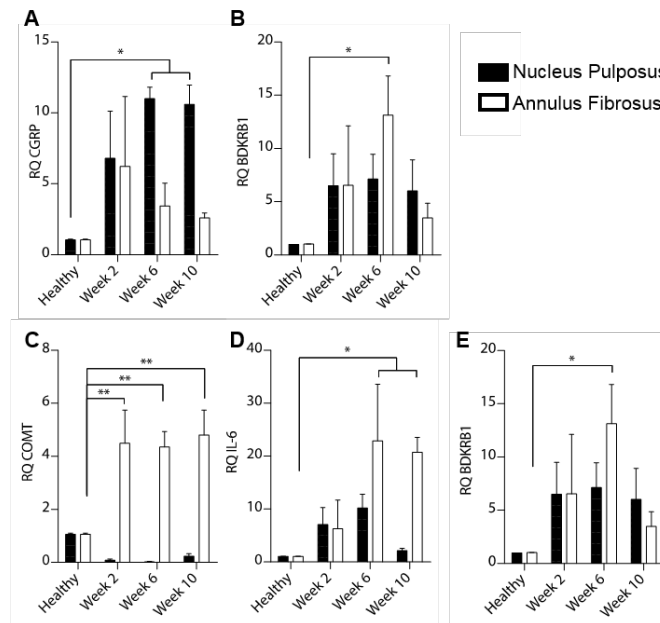 A
*
RQ CGRP
15
10
5
0
Healthy
Week 2
Week 6
Week 10
B
*
RQ BDKRB1
20
15
10
5
0
Healthy
Week 2
Week 6
Week 10
Nucleus Pulposus
Annulus Fibrosus
C
**
**
**
RQ COMT
6
4
2
0
Healthy
Week 2
Week 6
Week 10
D
*
RQ IL-6
40
30
20
10
0
Healthy
Week 2
Week 6
Week 10
E
*
RQ BDKRB1
20
15
10
5
0
Healthy
Week 2
Week 6
Week 10